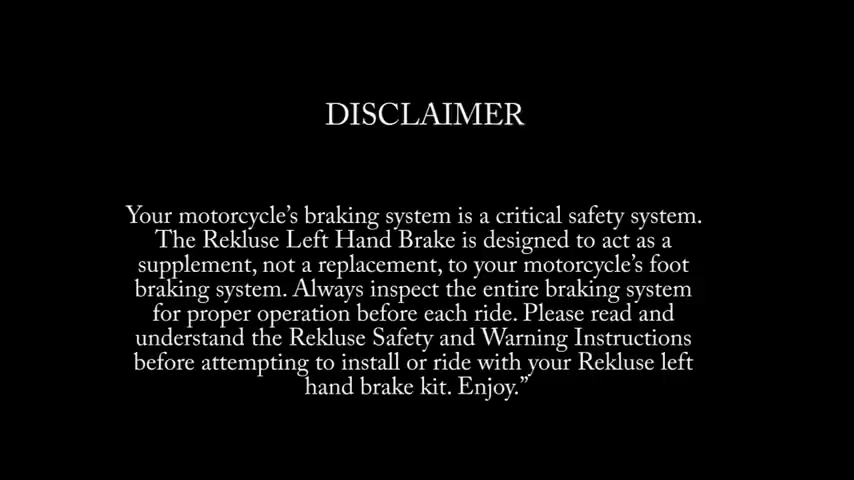 DISCLAIMER
Your motorcycle’s braking system is a critical safety system.
The Rekluse Left Hand Brake is designed to act as a
supplement, not a replacement, to your motorcycle’s foot
braking system. Always inspect the entire braking system
for proper operation before each ride. Please read and
understand the Rekluse Safety and Warning Instructions
before attempting to install or ride with your Rekluse left
hand brake kit. Enjoy.”